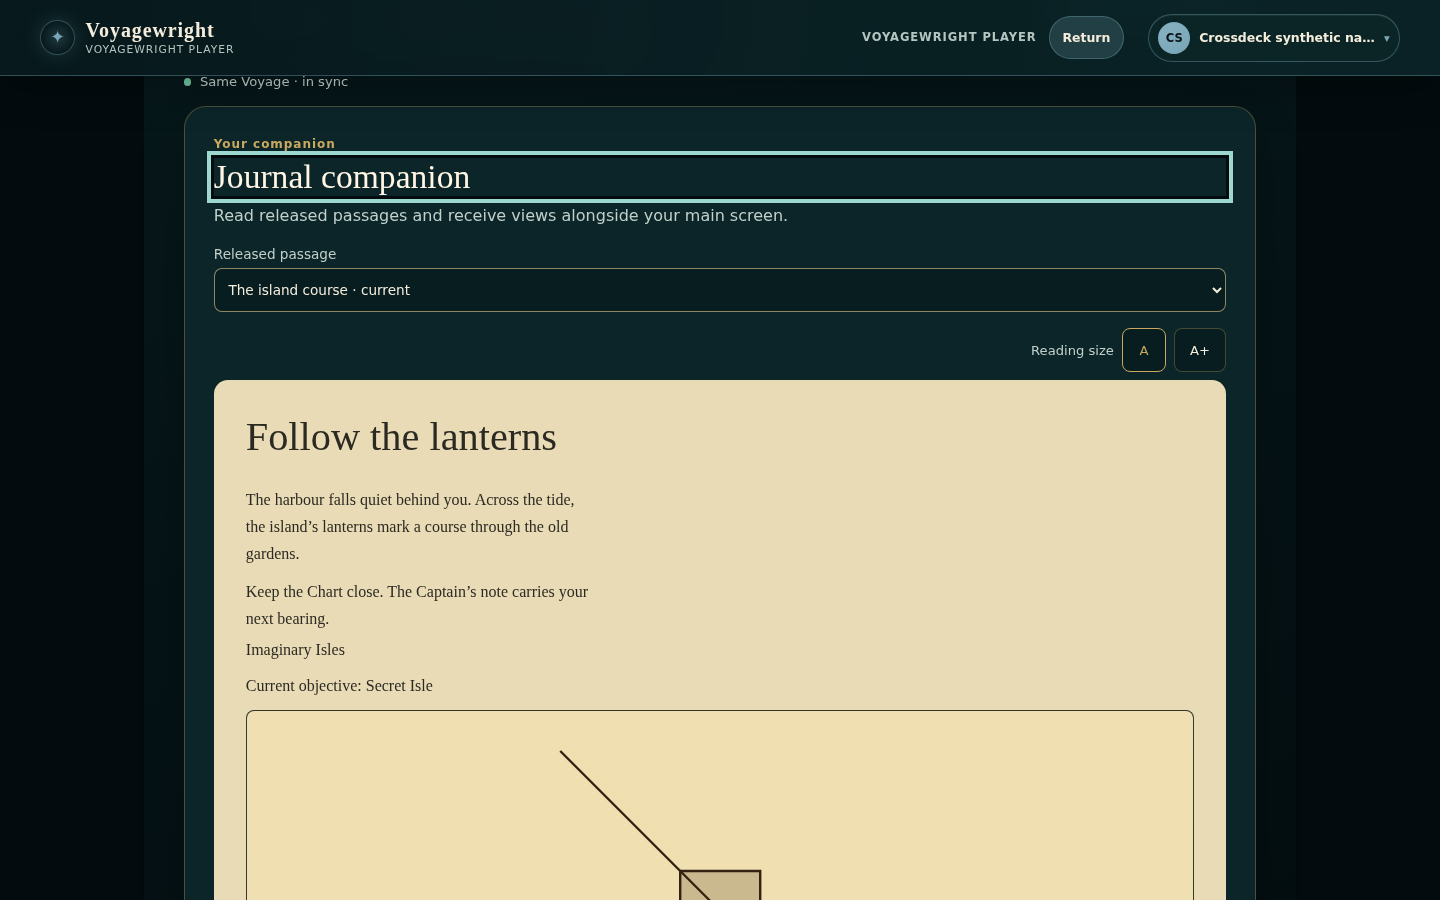 Voyagewright
VOYAGEWRIGHT PLAYER
VOYAGEWRIGHT PLAYER
Return
CS
Crossdeck synthetic na…
Same Voyage · in sync
Your companion
Journal companion
Read released passages and receive views alongside your main screen.
Released passage
The island course · current
Reading size
A
A+
Follow the lanterns
The harbour falls quiet behind you. Across the tide,
the island’s lanterns mark a course through the old
gardens.
Keep the Chart close. The Captain’s note carries your
next bearing.
Imaginary Isles
Current objective: Secret Isle